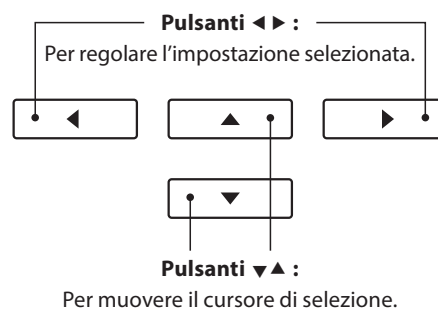 Pulsanti ◀ ▶ :
Per regolare l’impostazione selezionata.
Pulsanti ▼▲ :
Per muovere il cursore di selezione.